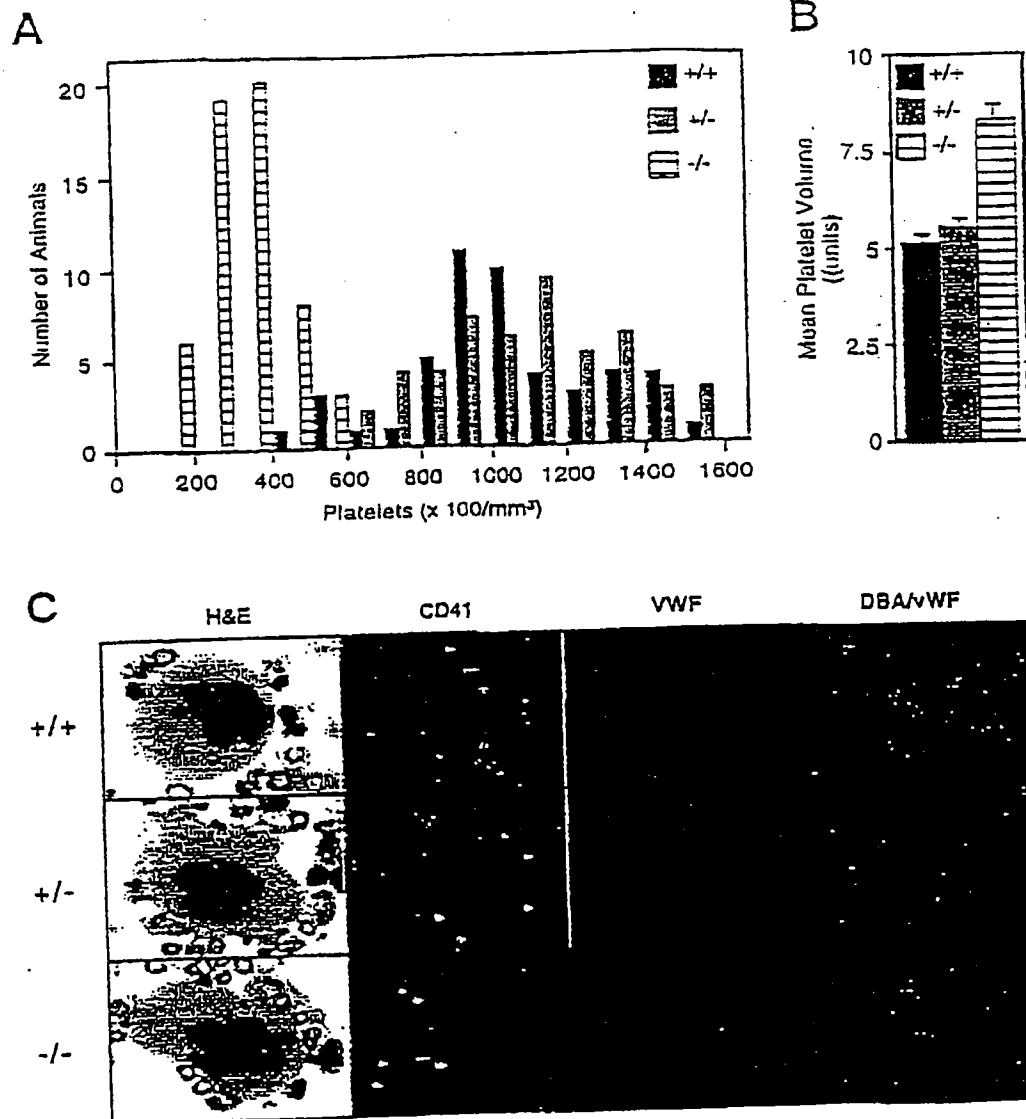 A
Number of Animals
20
15
10
5
0
+/+
+/-
-/-
0 200 400 600 800 1000 1200 1400 1600
Platelets (x 100/mm³)
B
Mean Platelet Volume
((units)
10
7.5
5
2.5
0
+/+
+/-
-/-
C
H&E CD41 VWF DBA/vWF
+/+
+/-
-/-